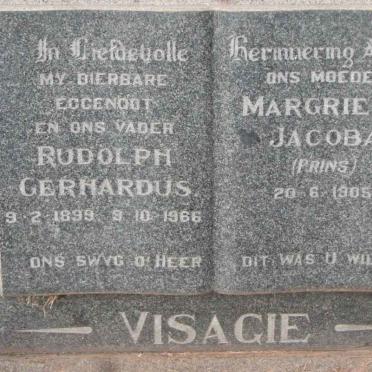 In Liefdevolle
MY DIERBARE
EGGENOOT
EN ONS VADER
RUDOLPH
GERHARDUS
9-2-1899 9-10-1966
ONS SWYG O' HEER
Herinnering A
ONS MOEDE
MARGRIE
JACOBA
(PRINS)
20-6-1905
DIT WAS U WIL
VISAGIE